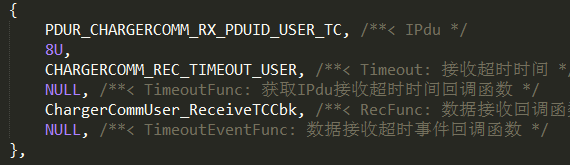 {
PDUR_CHARGERCOMM_RX_PDUID_USER_TC, /**< IPdu */
8U,
CHARGERCOMM_REC_TIMEOUT_USER, /**< Timeout: 接收超时时间 */
NULL, /**< TimeoutFunc: 获取IPdu接收超时时间回调函数 */
ChargerCommUser_ReceiveTCCbk, /**< RecFunc: 数据接收回调函
NULL, /**< TimeoutEventFunc: 数据接收超时事件回调函数 */
},